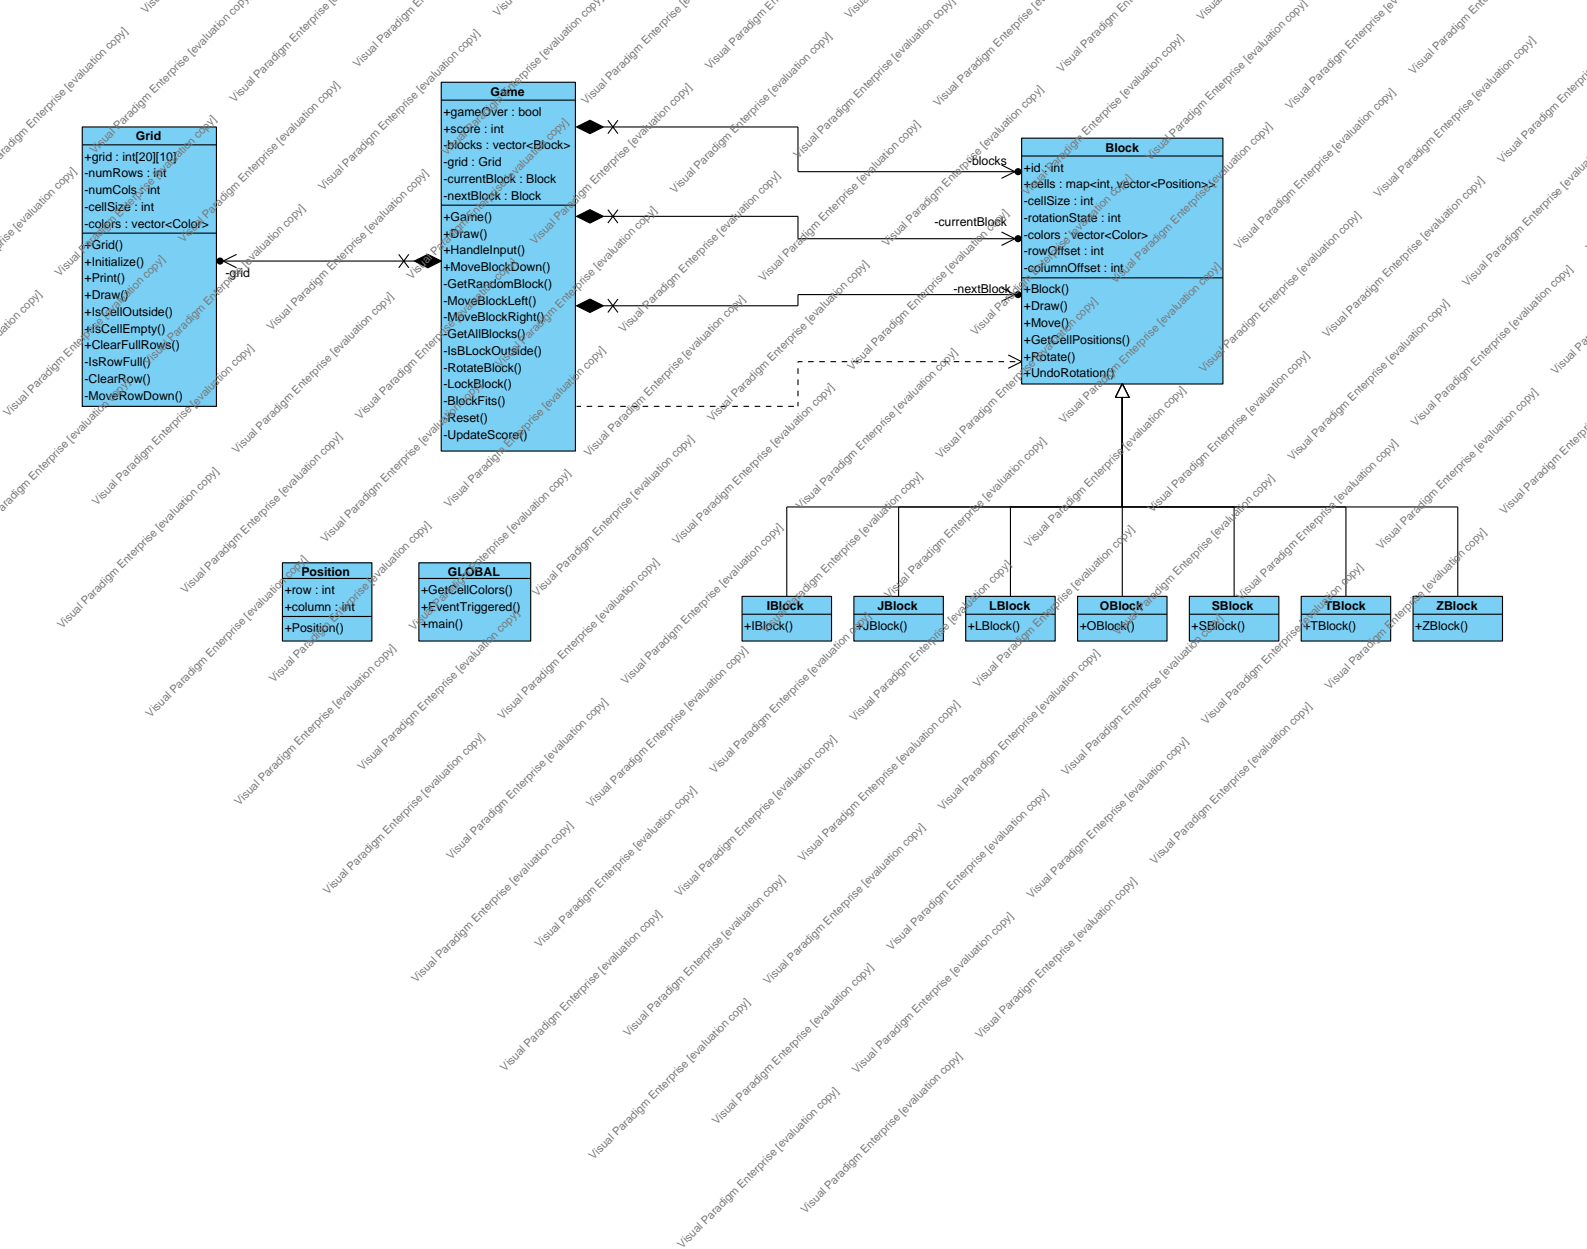 Grid
+grid : int[20][10]
-numRows : int
-numCols : int
-cellSize : int
-colors : vector<Color>
+Grid()
+Initialize()
+Print()
+Draw()
+IsCellOutside()
+IsCellEmpty()
+ClearFullRows()
-IsRowFull()
-ClearRow()
-MoveRowDown()
-grid
Game
+gameOver : bool
+score : int
-blocks : vector<Block>
-grid : Grid
-currentBlock : Block
-nextBlock : Block
+Game()
+Draw()
+HandleInput()
+MoveBlockDown()
-GetRandomBlock()
-MoveBlockLeft()
-MoveBlockRight()
-GetAllBlocks()
-IsBLockOutside()
-RotateBlock()
-LockBlock()
-BlockFits()
-Reset()
-UpdateScore()
-blocks
-currentBlock
-nextBlock
Block
+id : int
+cells : map<int, vector<Position>>
-cellSize : int
-rotationState : int
-colors : vector<Color>
-rowOffset : int
-columnOffset : int
+Block()
+Draw()
+Move()
+GetCellPositions()
+Rotate()
+UndoRotation()
Position
+row : int
+column : int
+Position()
GLOBAL
+GetCellColors()
+EventTriggered()
+main()
IBlock
+IBlock()
JBlock
+JBlock()
LBlock
+LBlock()
OBlock
+OBlock()
SBlock
+SBlock()
TBlock
+TBlock()
ZBlock
+ZBlock()
Visual Paradigm Enterprise [evaluation copy]